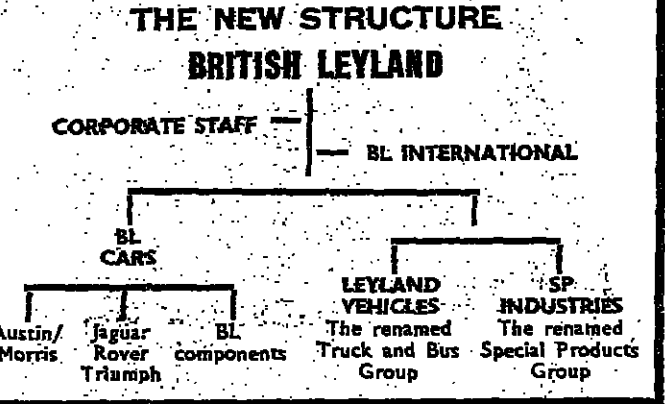 THE NEW STRUCTURE
BRITISH LEYLAND
CORPORATE STAFF
BL INTERNATIONAL
BL
CARS
LEYLAND
VEHICLES
The renamed
Truck and Bus
Group
SP
INDUSTRIES
The renamed
Special Products
Group
Austin/
Morris
Jaguar
Rover
Triumph
BL
components